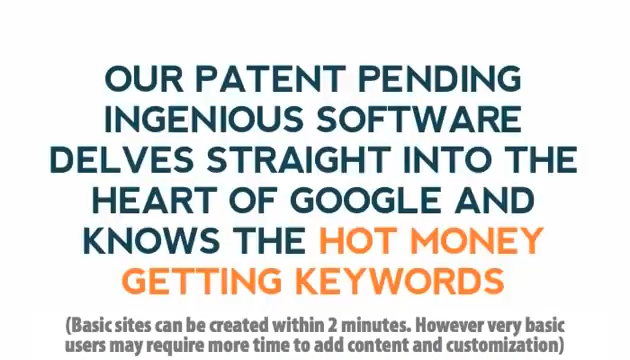 OUR PATENT PENDING
INGENIOUS SOFTWARE
DELVES STRAIGHT INTO THE
HEART OF GOOGLE AND
KNOWS THE HOT MONEY
GETTING KEYWORDS
(Basic sites can be created within 2 minutes. However very basic
users may require more time to add content and customization)